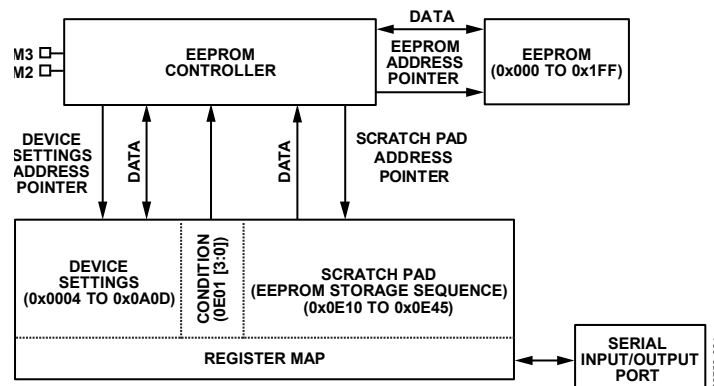 DATA
M3
M2
EEPROM
CONTROLLER
EEPROM
ADDRESS
POINTER
EEPROM
(0x000 TO 0x1FF)
DEVICE
SETTINGS
ADDRESS
POINTER
DATA
DATA
SCRATCH PAD
ADDRESS
POINTER
DEVICE
SETTINGS
(0x0004 TO 0x0A0D)
CONDITION
(0E01 [3:0])
SCRATCH PAD
(EEPROM STORAGE SEQUENCE)
(0x0E10 TO 0x0E45)
REGISTER MAP
SERIAL
INPUT/OUTPUT
PORT